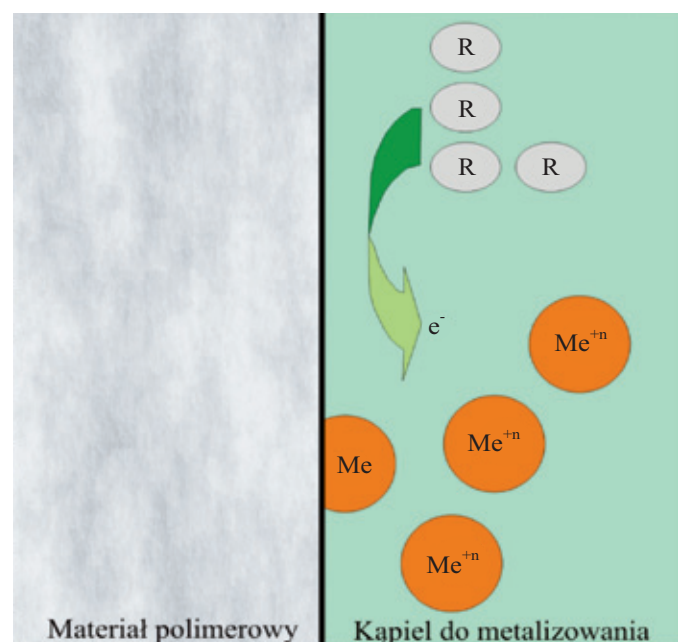 R
R
R R
e⁻
Me⁺ⁿ
Me⁺ⁿ
Me
Me⁺ⁿ
Materiał polimerowy
Kąpiel do metalizowania